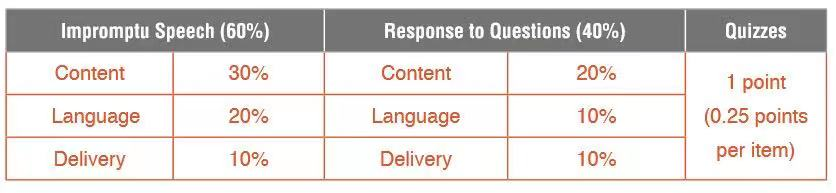 Impromptu Speech (60%) Response to Questions (40%) Quizzes
Content 30% Content 20% 1 point
Language 20% Language 10% (0.25 points
Delivery 10% Delivery 10% per item)